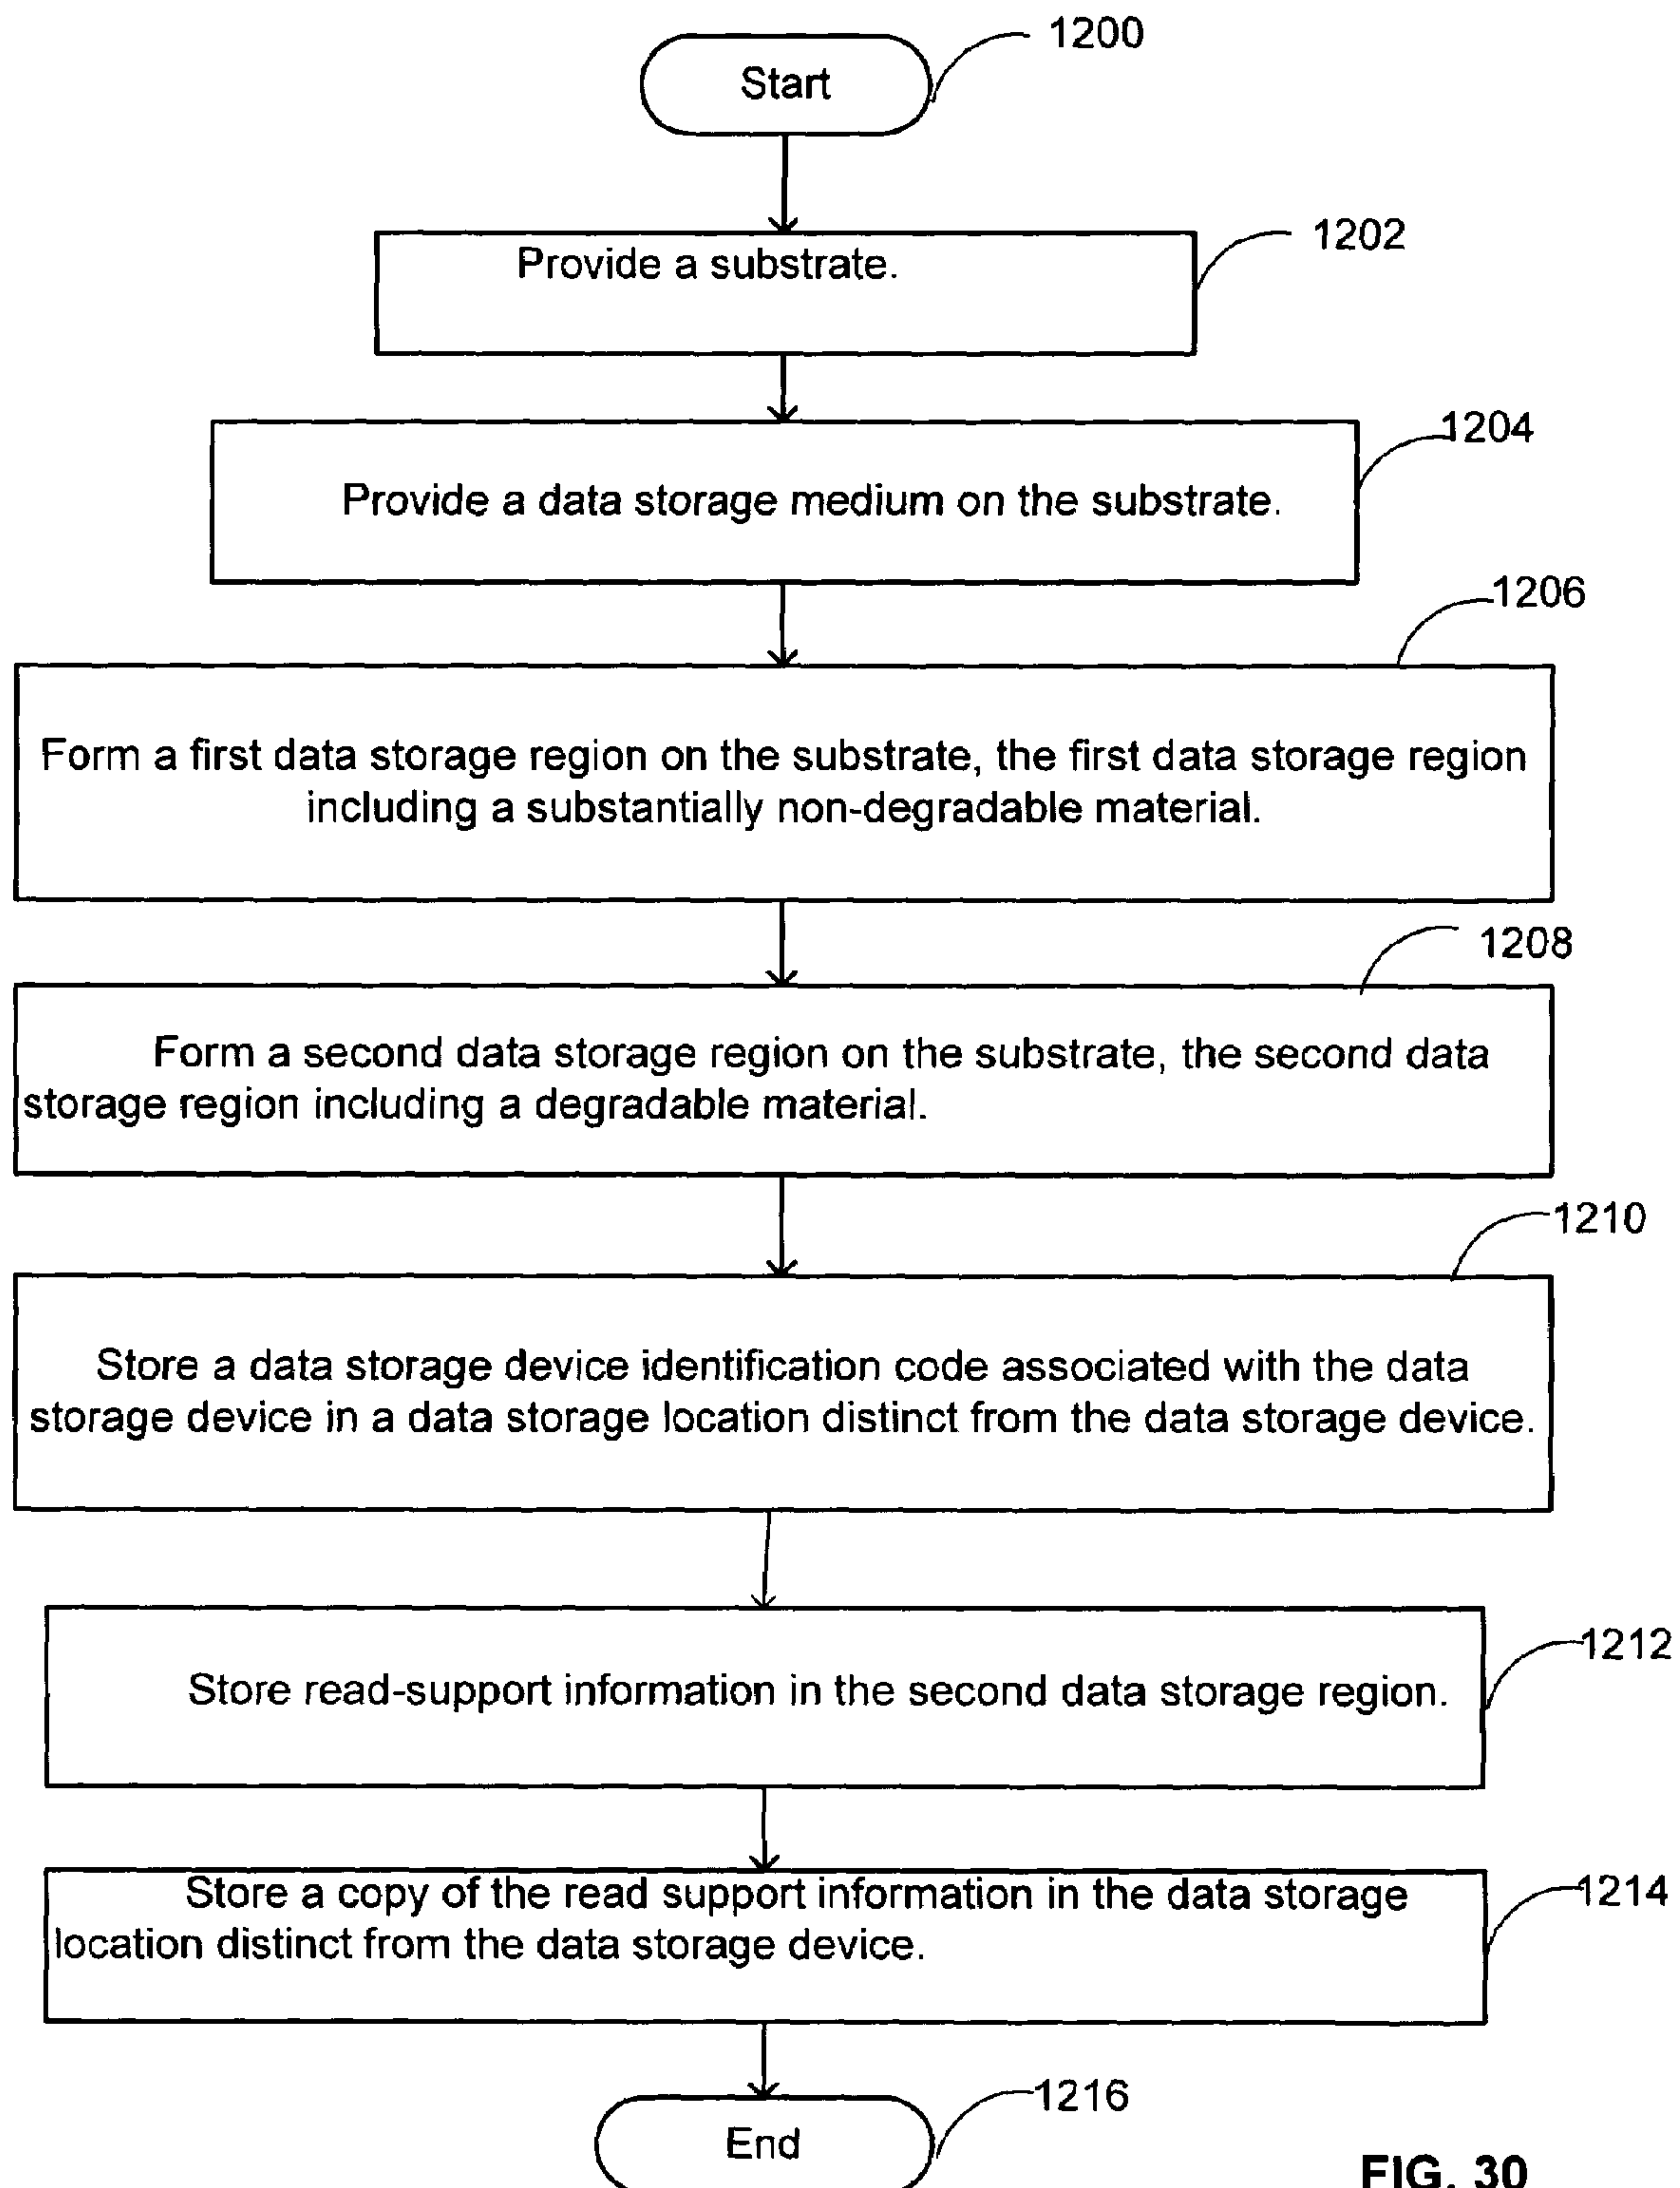 1200
Start
1202
Provide a substrate.
1204
Provide a data storage medium on the substrate.
1206
Form a first data storage region on the substrate, the first data storage region
including a substantially non-degradable material.
1208
Form a second data storage region on the substrate, the second data
storage region including a degradable material.
1210
Store a data storage device identification code associated with the data
storage device in a data storage location distinct from the data storage device.
1212
Store read-support information in the second data storage region.
1214
Store a copy of the read support information in the data storage
location distinct from the data storage device.
1216
End
FIG. 30